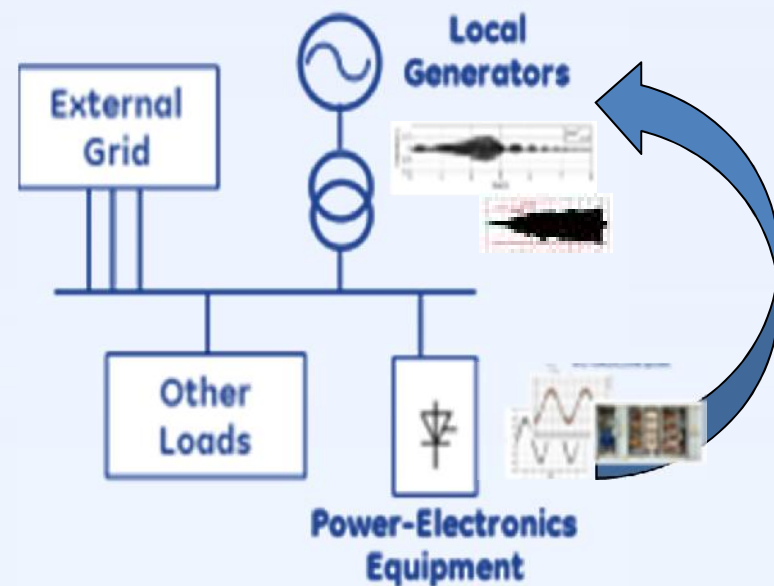 Local
Generators
External
Grid
Other
Loads
Power-Electronics
Equipment